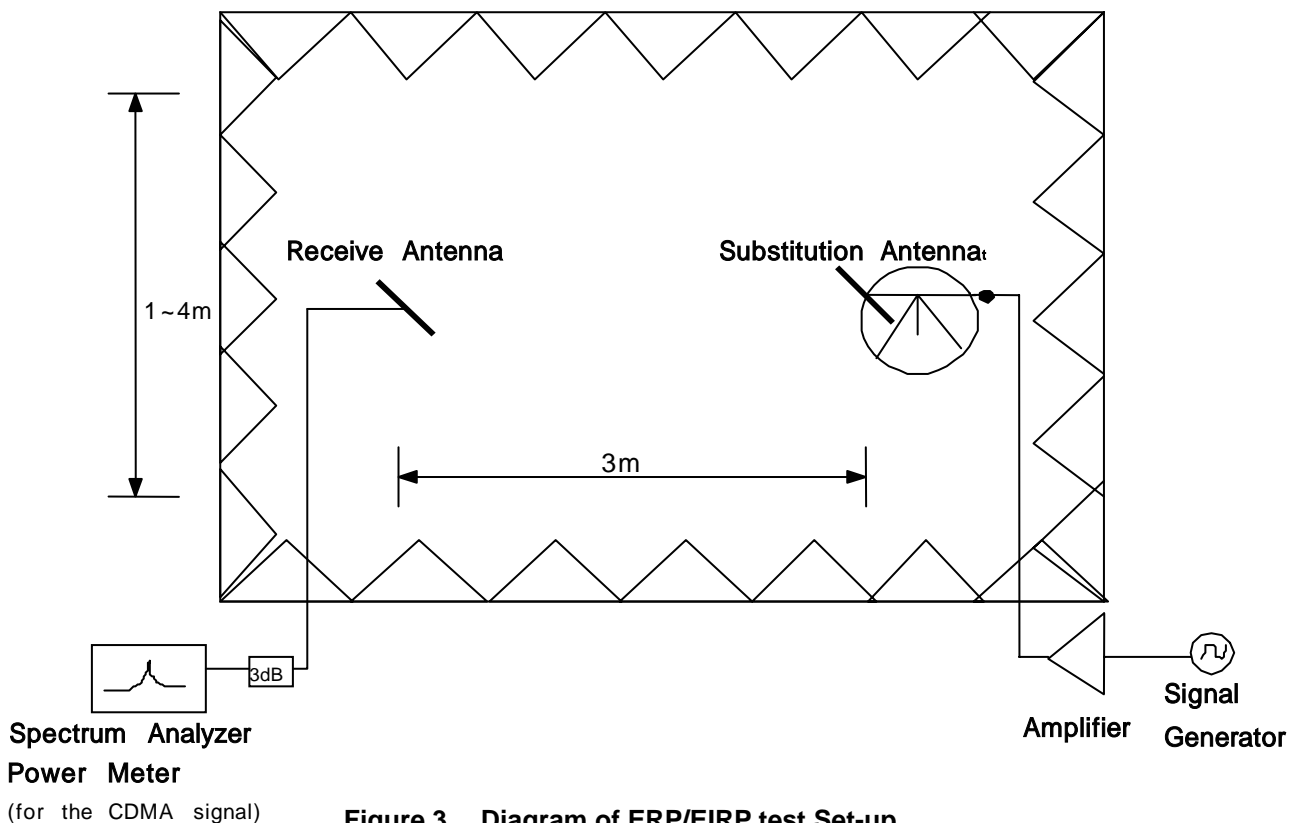 Receive Antenna
Substitution Antennat
1~4m
3m
3dB
Spectrum Analyzer
Power Meter
(for the CDMA signal)
Amplifier
Signal
Generator
Figure 3 Diagram of ERP/EIRP test Set-up